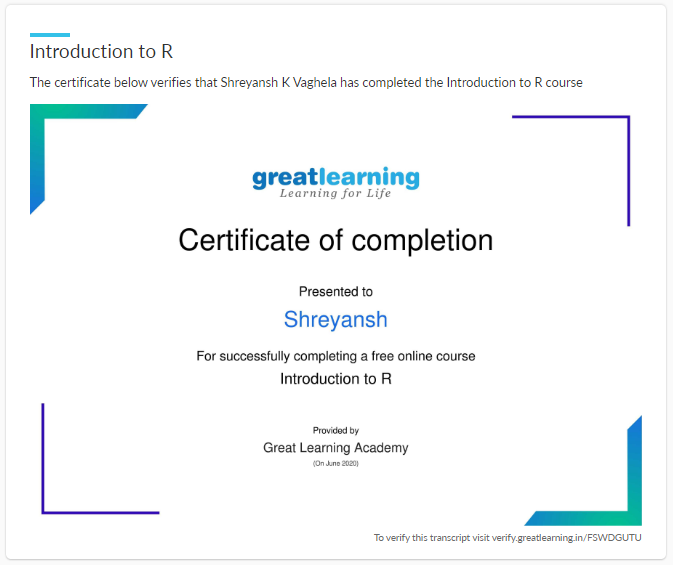 Introduction to R
The certificate below verifies that Shreyansh K Vaghela has completed the Introduction to R course
greatlearning
Learning for Life
Certificate of completion
Presented to
Shreyansh
For successfully completing a free online course
Introduction to R
Provided by
Great Learning Academy
(On June 2020)
To verify this transcript visit verify.greatlearning.in/FSWDGUTU